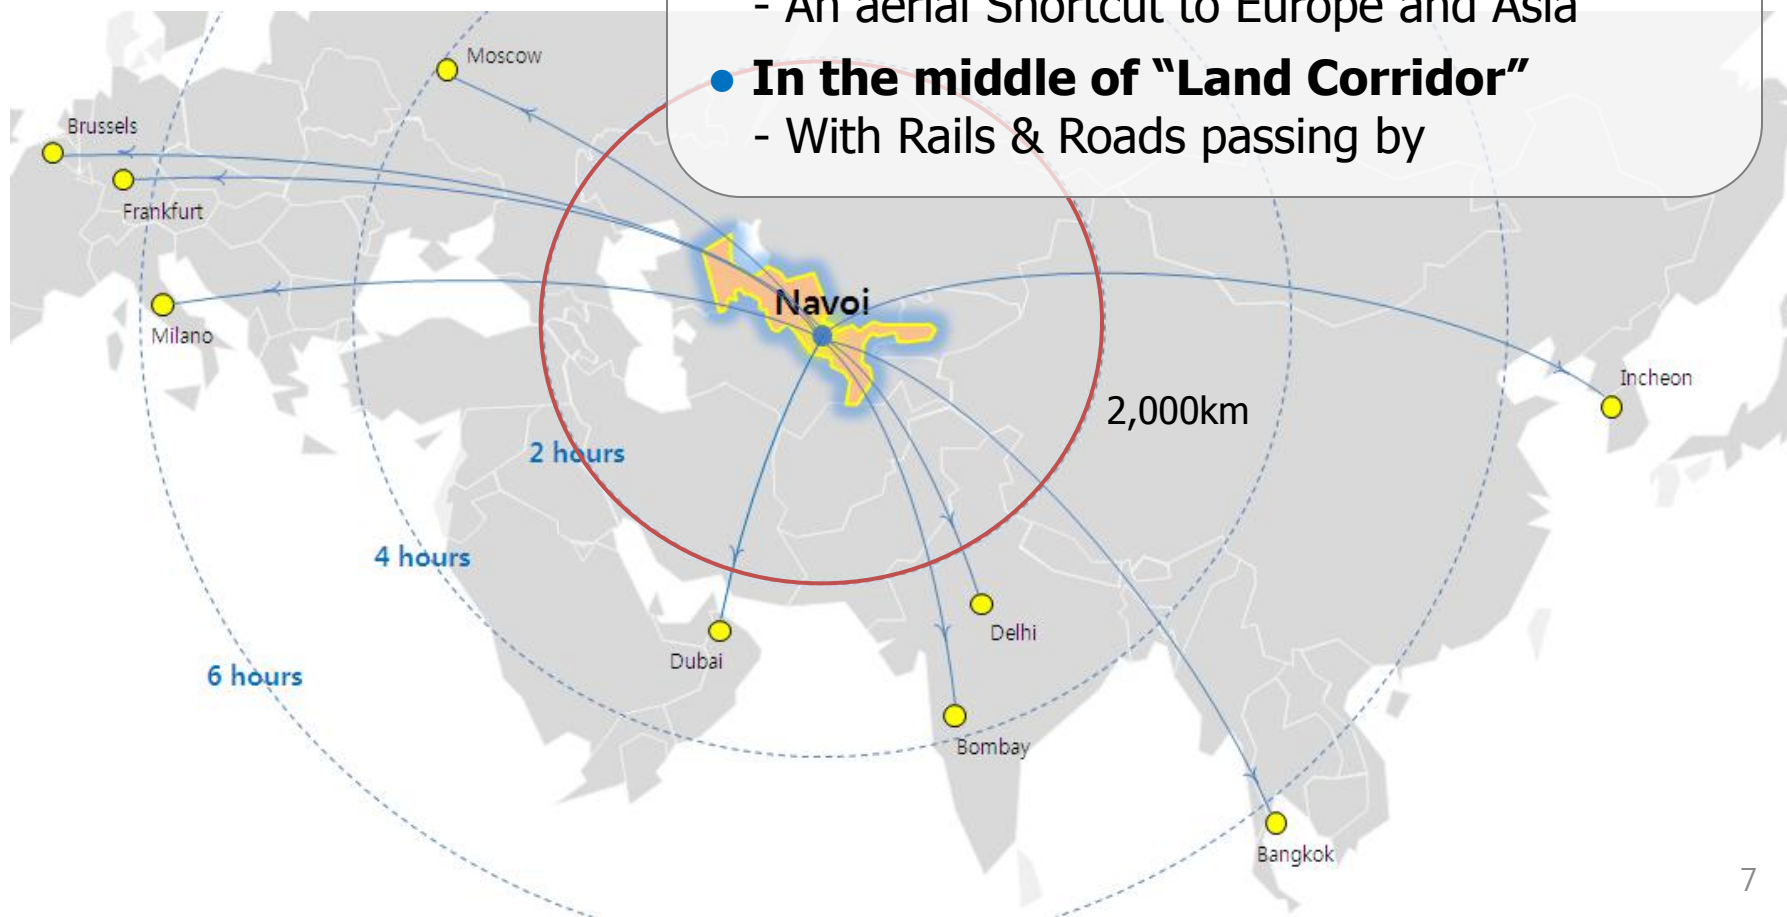 - An aerial Shortcut to Europe and Asia
● In the middle of “Land Corridor”
- With Rails & Roads passing by
Moscow
Brussels
Frankfurt
Navoi
Milano
Incheon
2,000km
2 hours
4 hours
Delhi
Dubai
6 hours
Bombay
Bangkok
7